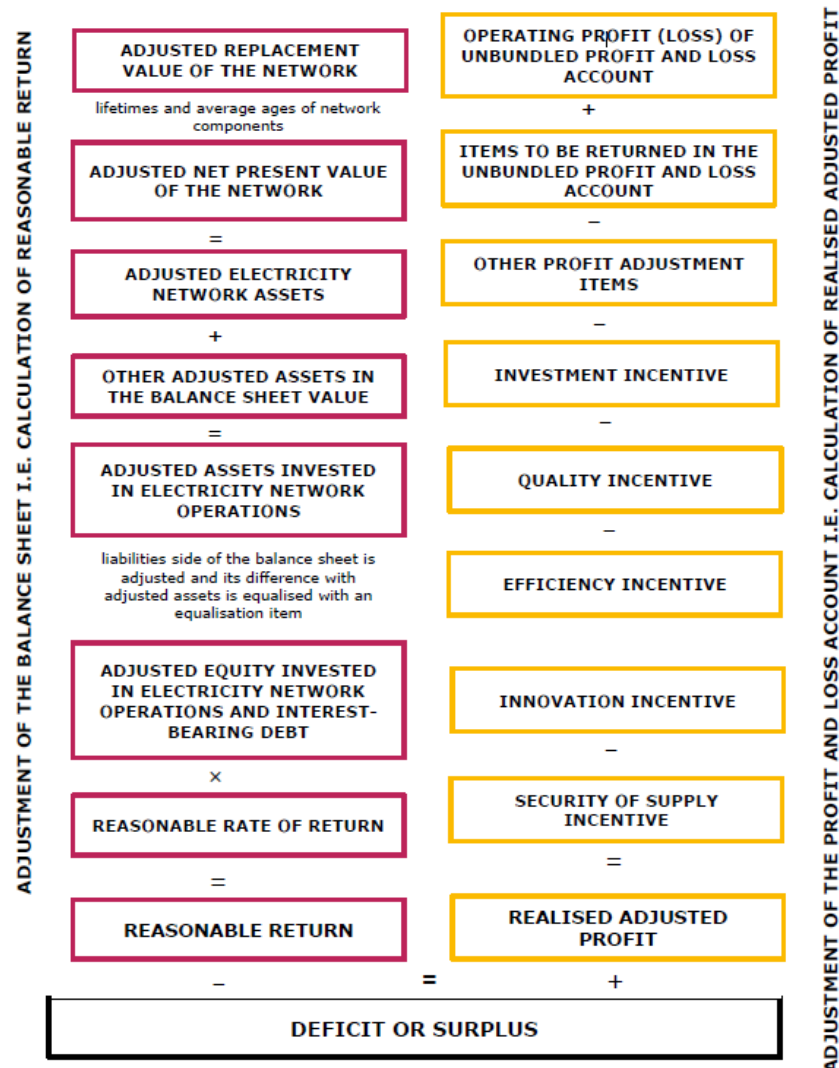 ADJUSTMENT OF THE BALANCE SHEET I.E. CALCULATION OF REASONABLE RETURN
ADJUSTED REPLACEMENT
VALUE OF THE NETWORK
lifetimes and average ages of network
components
ADJUSTED NET PRESENT VALUE
OF THE NETWORK
=
ADJUSTED ELECTRICITY
NETWORK ASSETS
+
OTHER ADJUSTED ASSETS IN
THE BALANCE SHEET VALUE
=
ADJUSTED ASSETS INVESTED
IN ELECTRICITY NETWORK
OPERATIONS
liabilities side of the balance sheet is
adjusted and its difference with
adjusted assets is equalised with an
equalisation item
ADJUSTED EQUITY INVESTED
IN ELECTRICITY NETWORK
OPERATIONS AND INTEREST-
BEARING DEBT
×
REASONABLE RATE OF RETURN
=
REASONABLE RETURN
–
OPERATING PROFIT (LOSS) OF
UNBUNDLED PROFIT AND LOSS
ACCOUNT
+
ITEMS TO BE RETURNED IN THE
UNBUNDLED PROFIT AND LOSS
ACCOUNT
–
OTHER PROFIT ADJUSTMENT
ITEMS
–
INVESTMENT INCENTIVE
–
QUALITY INCENTIVE
–
EFFICIENCY INCENTIVE
INNOVATION INCENTIVE
–
SECURITY OF SUPPLY
INCENTIVE
=
REALISED ADJUSTED
PROFIT
+
=
DEFICIT OR SURPLUS
ADJUSTMENT OF THE PROFIT AND LOSS ACCOUNT I.E. CALCULATION OF REALISED ADJUSTED PROFIT